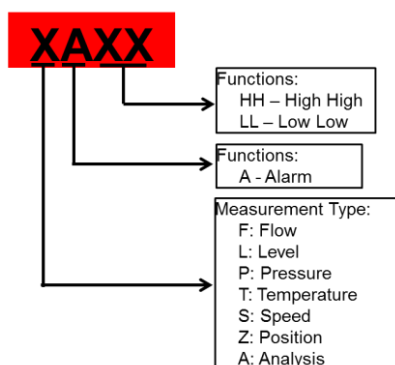 XAXX
Functions:
HH – High High
LL – Low Low
Functions:
A - Alarm
Measurement Type:
F: Flow
L: Level
P: Pressure
T: Temperature
S: Speed
Z: Position
A: Analysis